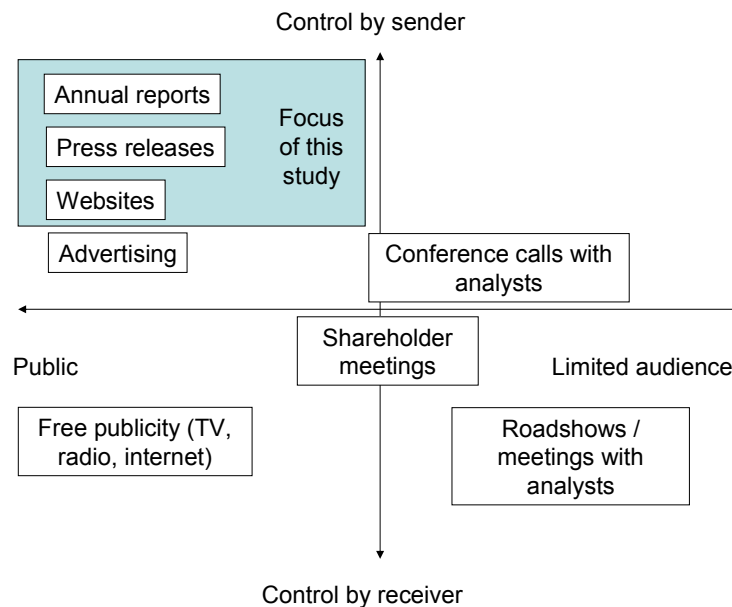 Control by sender
Annual reports
Press releases
Websites
Focus
of this
study
Advertising
Conference calls with
analysts
Shareholder
meetings
Public
Limited audience
Free publicity (TV,
radio, internet)
Roadshows /
meetings with
analysts
Control by receiver